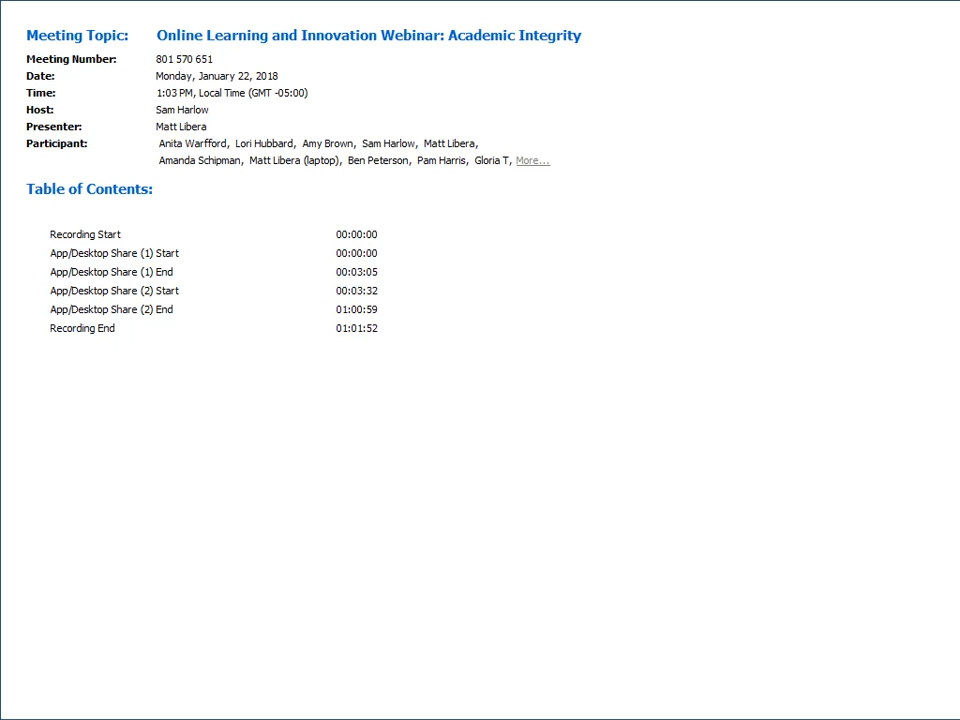 Meeting Topic: Online Learning and Innovation Webinar: Academic Integrity
Meeting Number: 801 570 651
Date: Monday, January 22, 2018
Time: 1:03 PM, Local Time (GMT -05:00)
Host: Sam Harlow
Presenter: Matt Libera
Participant: Anita Warfford, Lori Hubbard, Amy Brown, Sam Harlow, Matt Libera,
Amanda Schipman, Matt Libera (laptop), Ben Peterson, Pam Harris, Gloria T, More...
Table of Contents:
Recording Start 00:00:00
App/Desktop Share (1) Start 00:00:00
App/Desktop Share (1) End 00:03:05
App/Desktop Share (2) Start 00:03:32
App/Desktop Share (2) End 01:00:59
Recording End 01:01:52